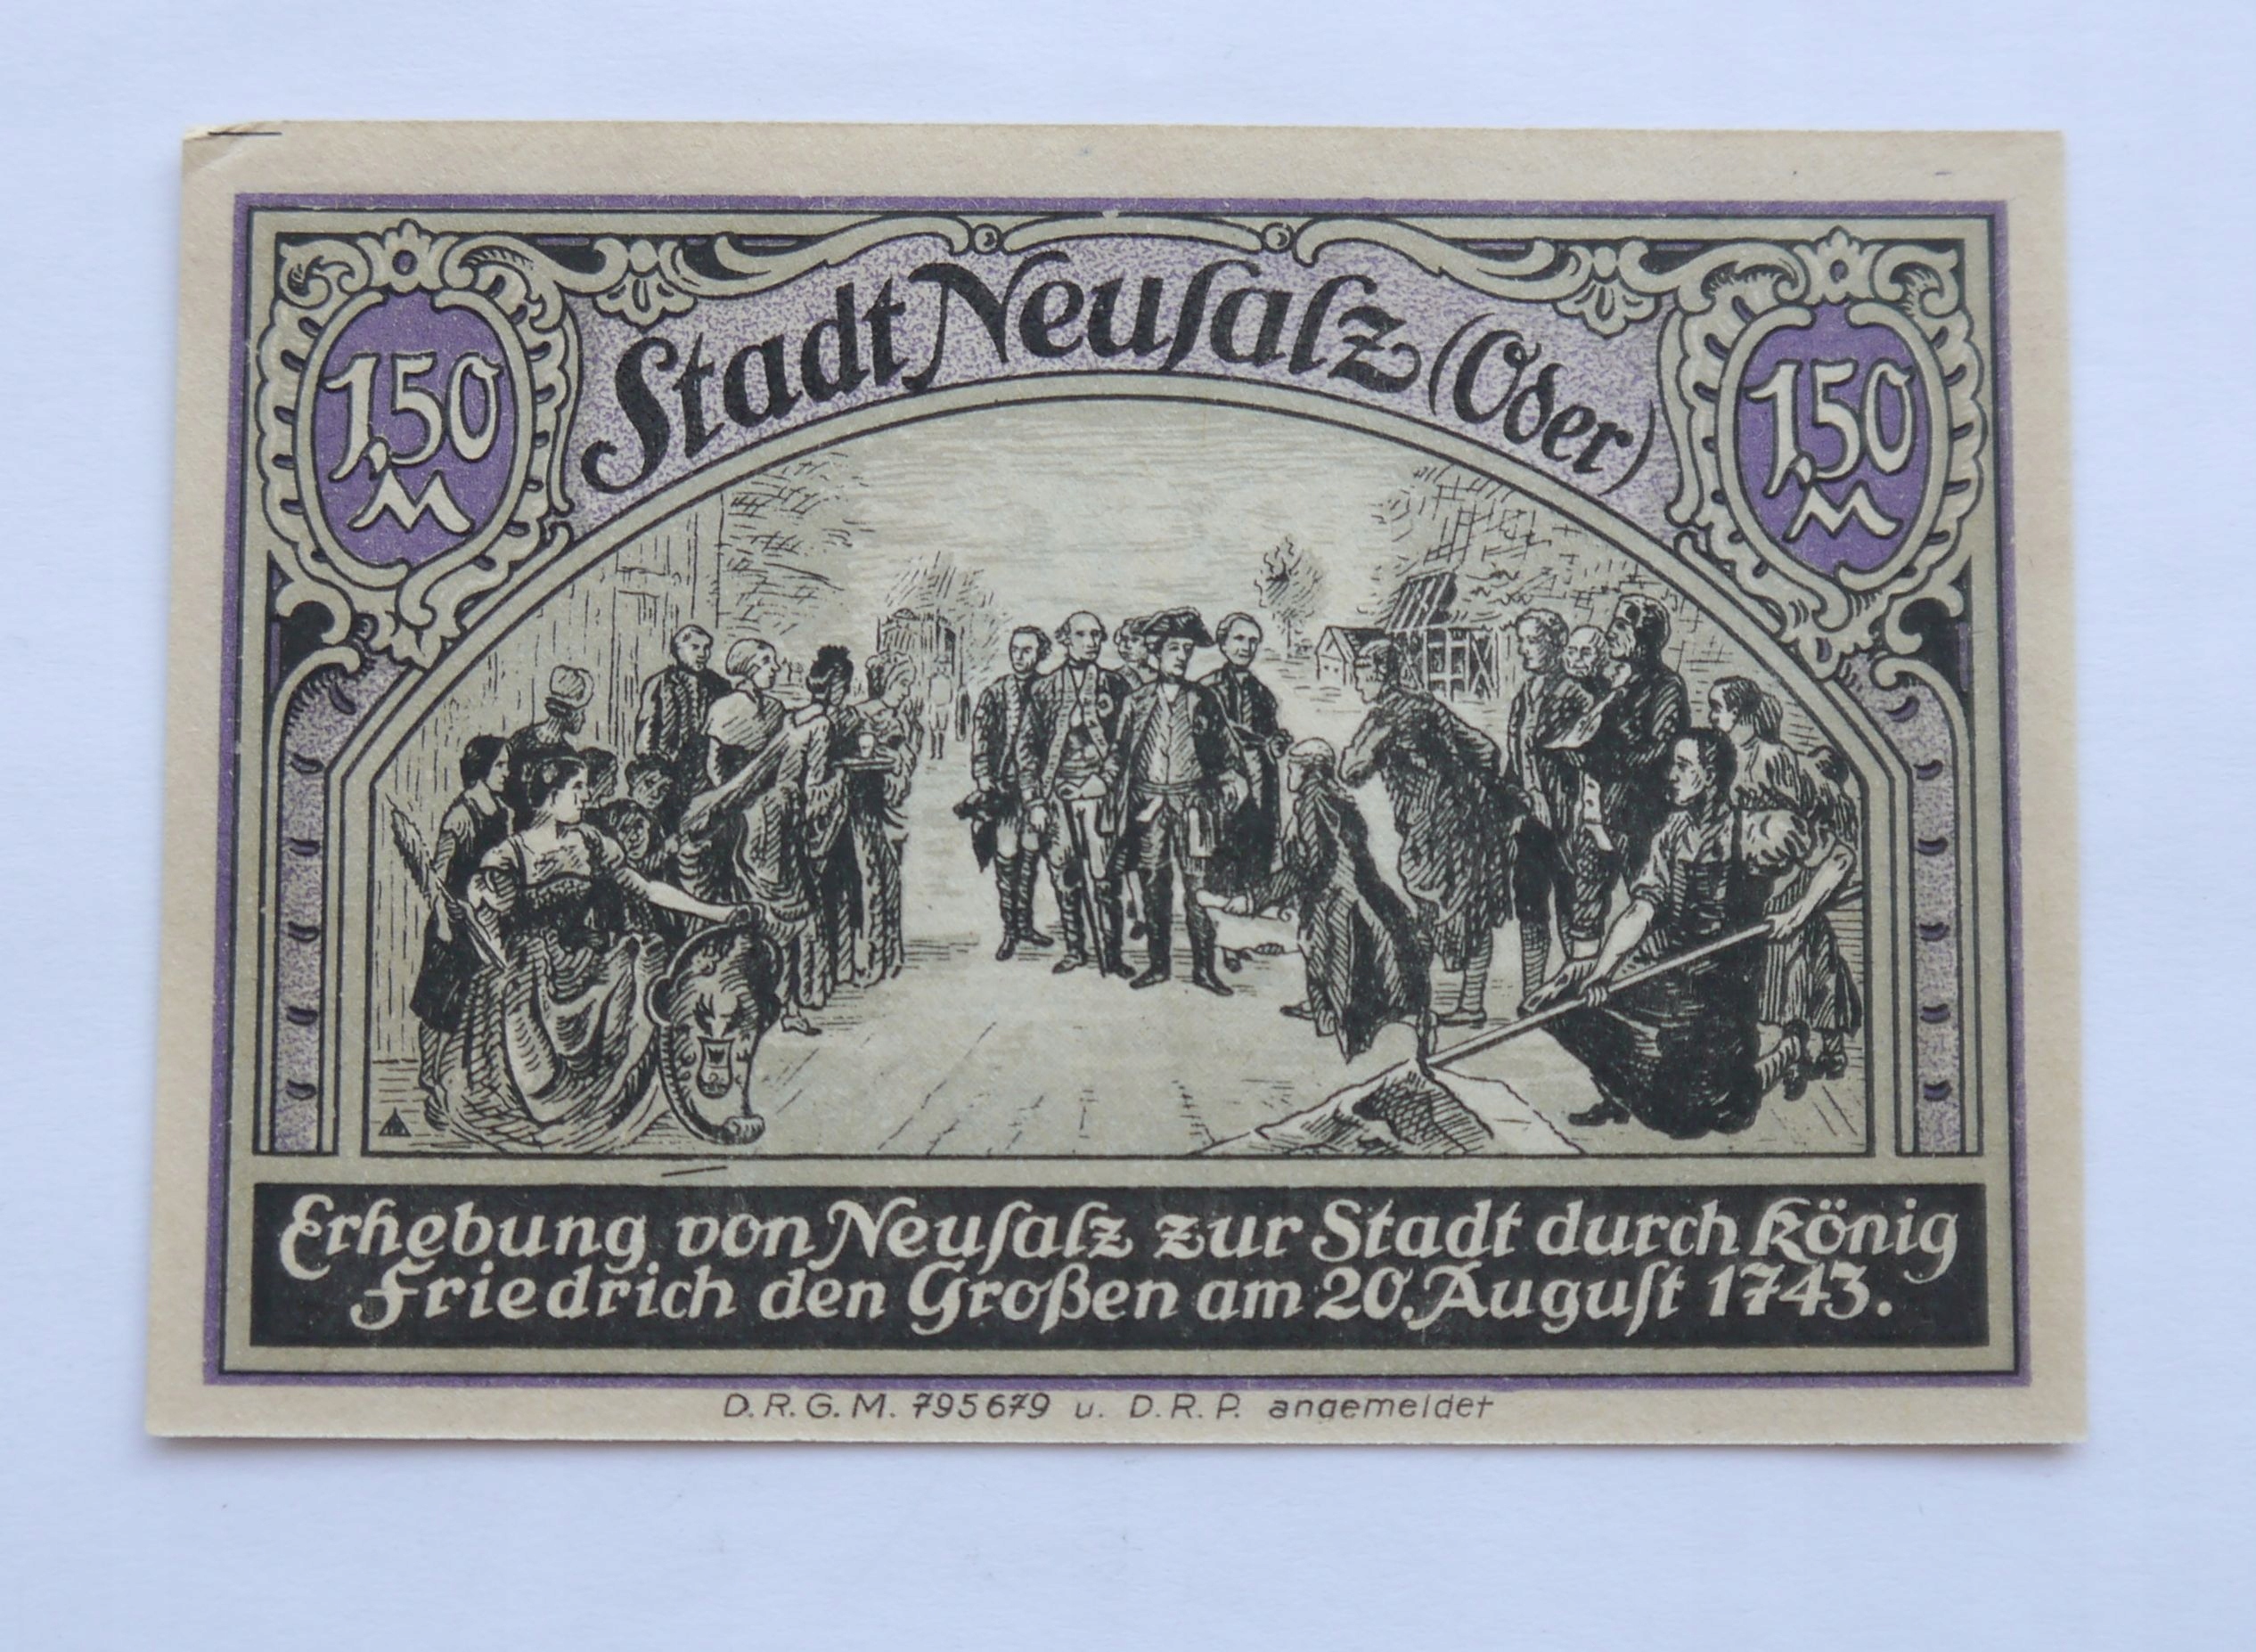 1,50
M
Stadt Neuſalz (Oder)
1,50
M
Erhebung von Neuſalz zur Stadt durch König
Friedrich den Großen am 20. Auguſt 1743.
D.R.G.M. 795679 u. D.R.P. angemeldet